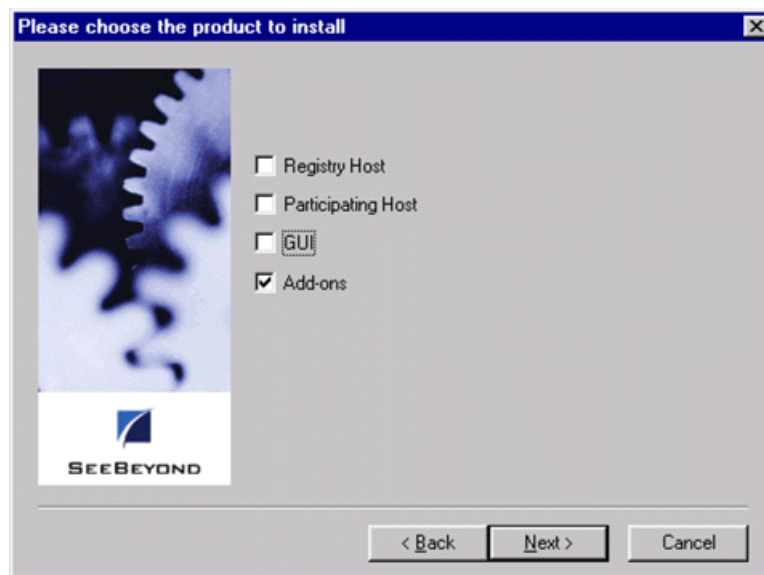 Please choose the product to install
Registry Host
Participating Host
GUI
Add-ons
SEEBEYOND
< Back
Next >
Cancel